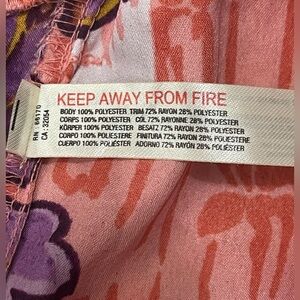 KEEP AWAY FROM FIRE
BODY 100% POLYESTER TRIM 72% RAYON 28% POLYESTER
CORPS 100% POLYESTER COL 72% RAYONNE 28% POLYESTER
KÖRPER 100% POLYESTER BESATZ 72% RAYON 28% POLYESTER
CORPO 100% POLIESTERE FINITURA 72% RAYON 28% POLIESTERE
CUERPO 100% POLIÉSTER ADORNO 72% RAYÓN 28% POLIÉSTER
RN 66170
CA 32054